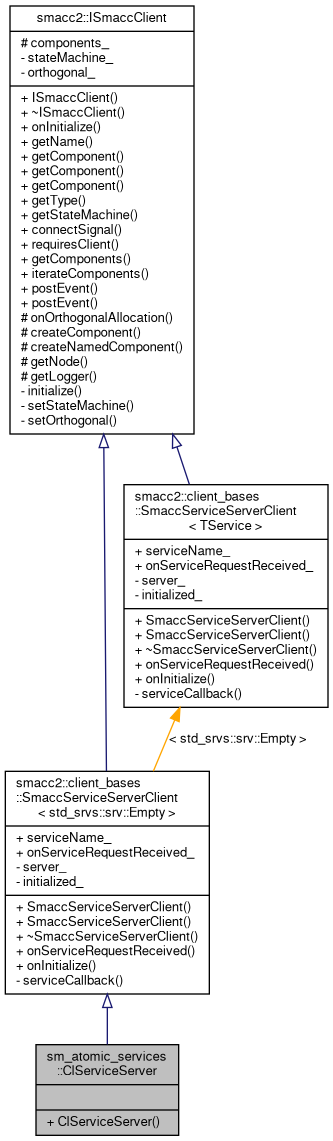 smacc2::ISmaccClient
# components_
- stateMachine_
- orthogonal_
+ ISmaccClient()
+ ~ISmaccClient()
+ onInitialize()
+ getName()
+ getComponent()
+ getComponent()
+ getComponent()
+ getType()
+ getStateMachine()
+ connectSignal()
+ requiresClient()
+ getComponents()
+ iterateComponents()
+ postEvent()
+ postEvent()
# onOrthogonalAllocation()
# createComponent()
# createNamedComponent()
# getNode()
# getLogger()
- initialize()
- setStateMachine()
- setOrthogonal()
smacc2::client_bases
::SmaccServiceServerClient
< TService >
+ serviceName_
+ onServiceRequestReceived_
- server_
- initialized_
+ SmaccServiceServerClient()
+ SmaccServiceServerClient()
+ ~SmaccServiceServerClient()
+ onServiceRequestReceived()
+ onInitialize()
- serviceCallback()
< std_srvs::srv::Empty >
smacc2::client_bases
::SmaccServiceServerClient
< std_srvs::srv::Empty >
+ serviceName_
+ onServiceRequestReceived_
- server_
- initialized_
+ SmaccServiceServerClient()
+ SmaccServiceServerClient()
+ ~SmaccServiceServerClient()
+ onServiceRequestReceived()
+ onInitialize()
- serviceCallback()
sm_atomic_services
::ClServiceServer
+ ClServiceServer()